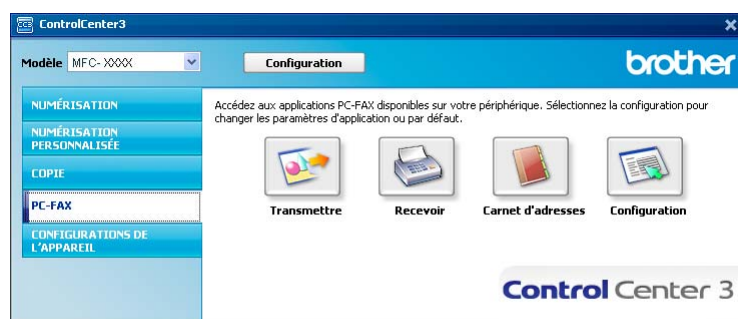 ControlCenter3
Modèle MFC-XXXX Configuration brother
NUMÉRISATION
NUMÉRISATION
PERSONNALISÉE
COPIE
PC-FAX
CONFIGURATIONS DE
L'APPAREIL
Accédez aux applications PC-FAX disponibles sur votre périphérique. Sélectionnez la configuration pour
changer les paramètres d'application ou par défaut.
Transmettre Recevoir Carnet d'adresses Configuration
Control Center 3